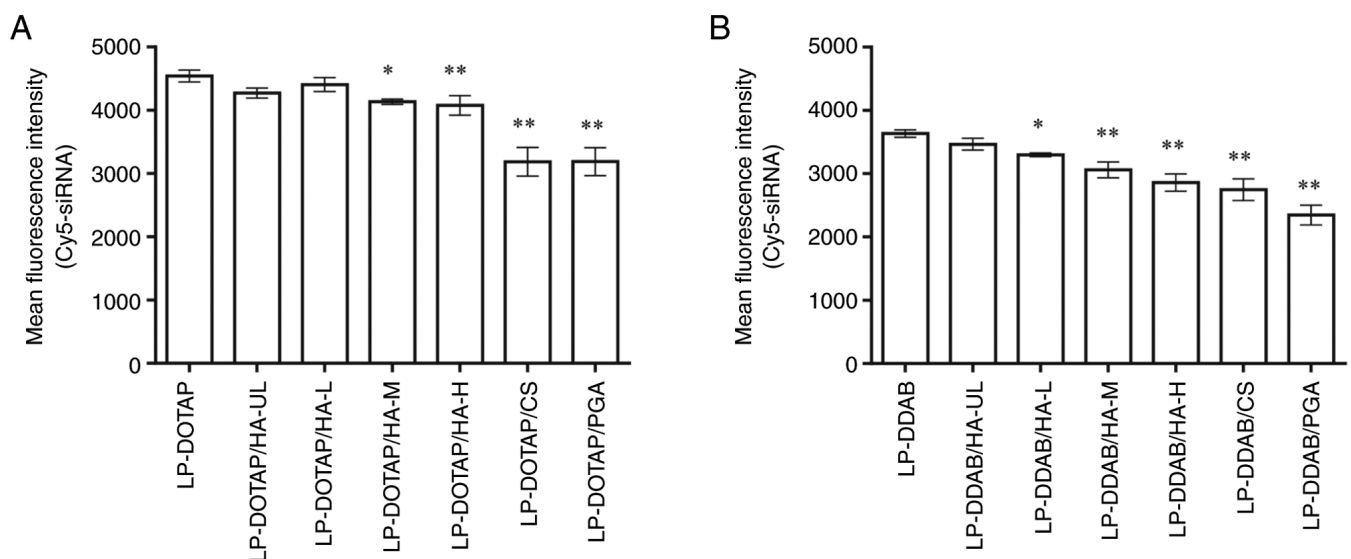 A
Mean fluorescence intensity
(Cy5-siRNA)
5000
4000
3000
2000
1000
0
*
**
**
**
LP-DOTAP
LP-DOTAP/HA-UL
LP-DOTAP/HA-L
LP-DOTAP/HA-M
LP-DOTAP/HA-H
LP-DOTAP/CS
LP-DOTAP/PGA
B
Mean fluorescence intensity
(Cy5-siRNA)
5000
4000
3000
2000
1000
0
*
**
**
**
**
LP-DDAB
LP-DDAB/HA-UL
LP-DDAB/HA-L
LP-DDAB/HA-M
LP-DDAB/HA-H
LP-DDAB/CS
LP-DDAB/PGA